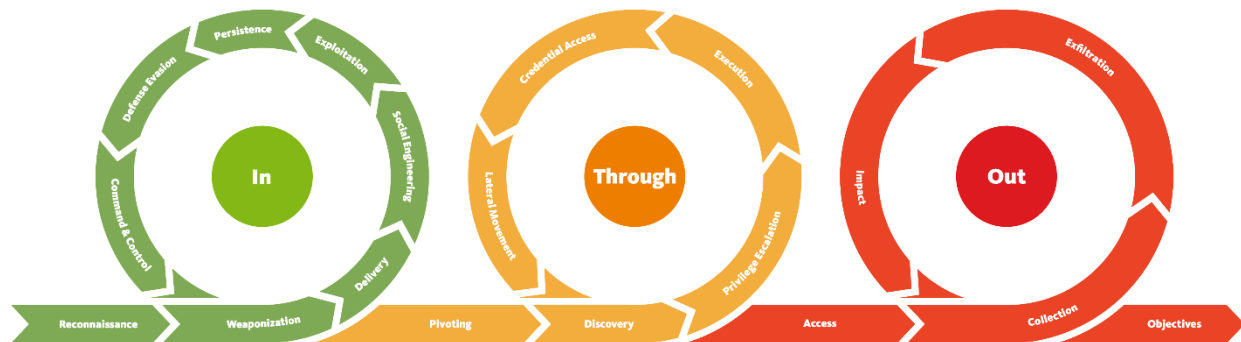 Reconnaissance
Weaponization
Delivery
Social Engineering
Exploitation
Persistence
Defense Evasion
Command & Control
In
Pivoting
Discovery
Privilege Escalation
Execution
Credential Access
Lateral Movement
Through
Access
Collection
Exfiltration
Impact
Objectives
Out